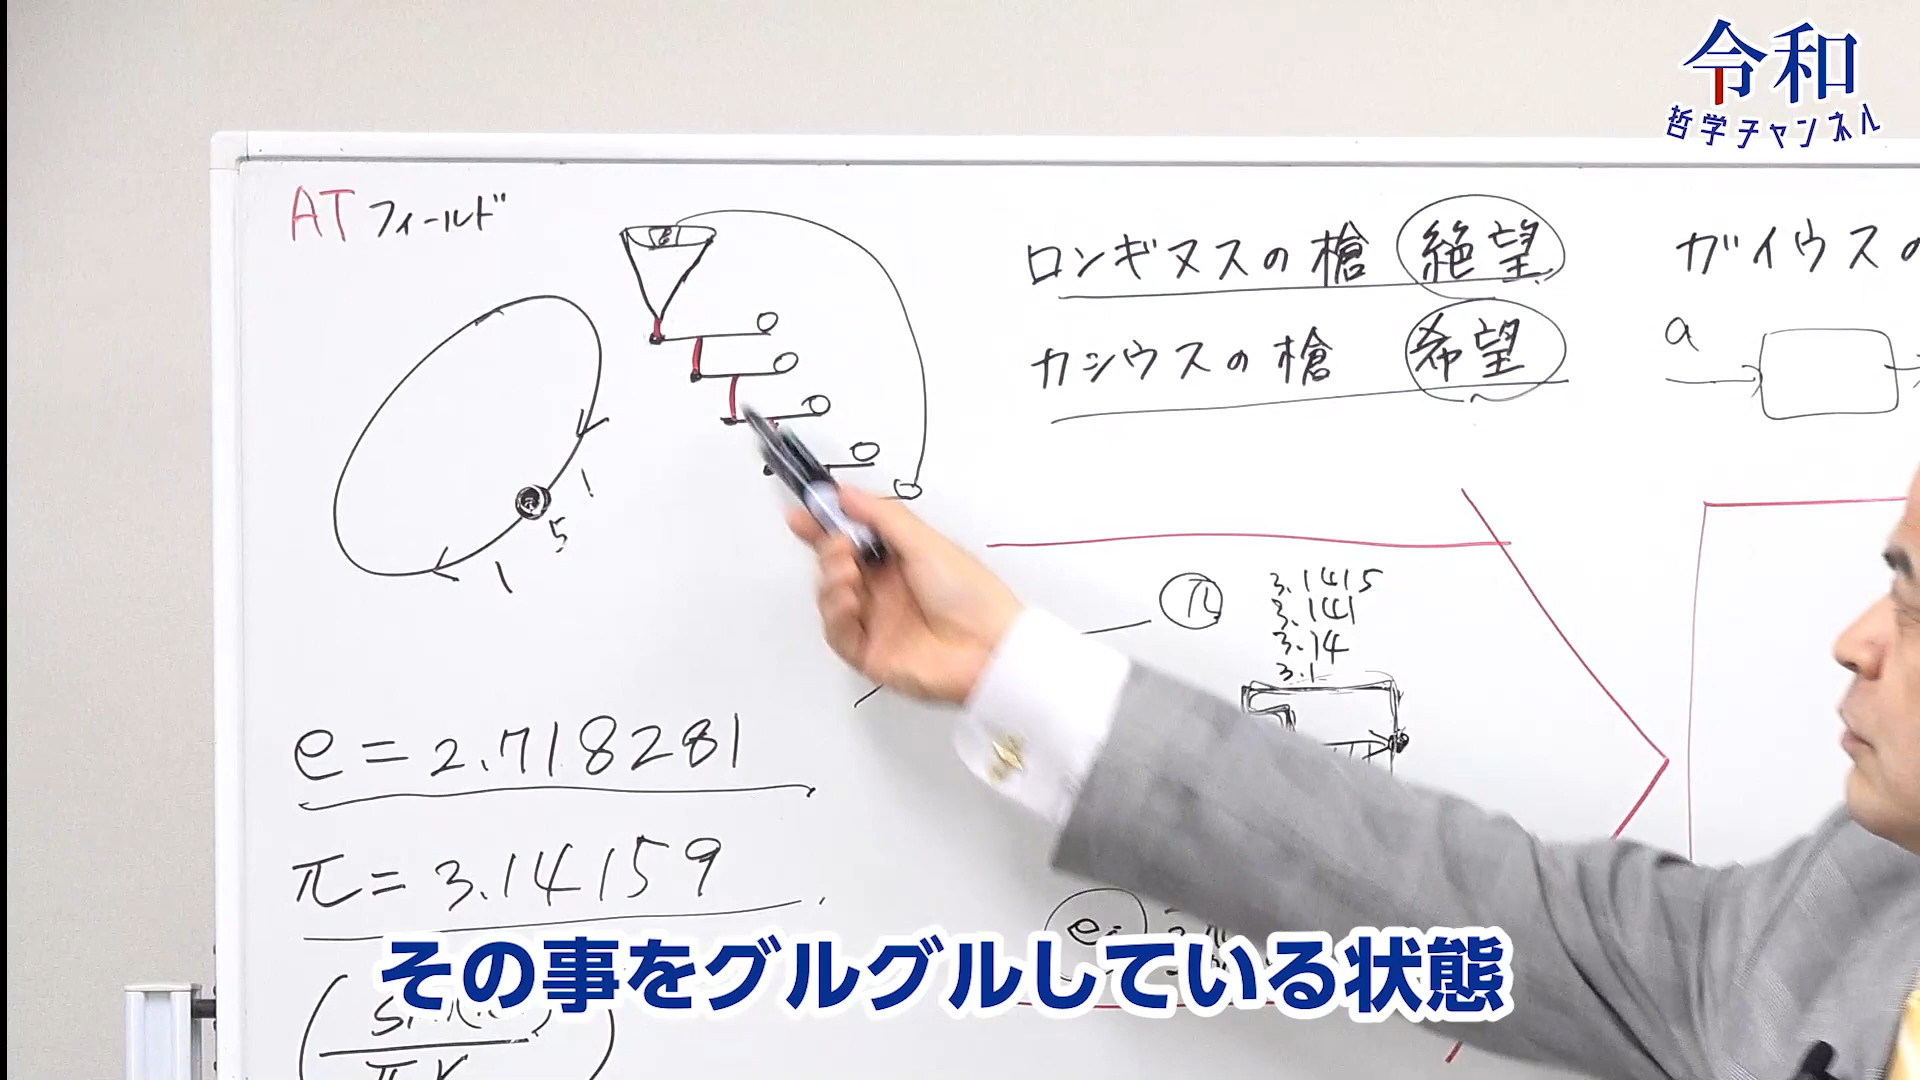 令和
哲学チャンネル
ATフィールド
ロンギヌスの槍 絶望
カシウスの槍 希望
ガイウスの
a
1
5
1
π
3.1415
3.141
3.14
3.1
e = 2.718281
π = 3.14159
その事をグルグルしている状態